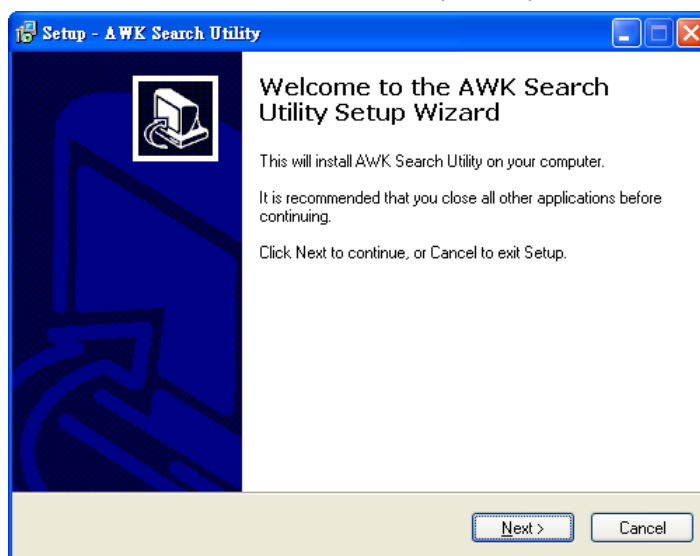 Setup - AWK Search Utility
Welcome to the AWK Search
Utility Setup Wizard
This will install AWK Search Utility on your computer.
It is recommended that you close all other applications before
continuing.
Click Next to continue, or Cancel to exit Setup.
Next >
Cancel